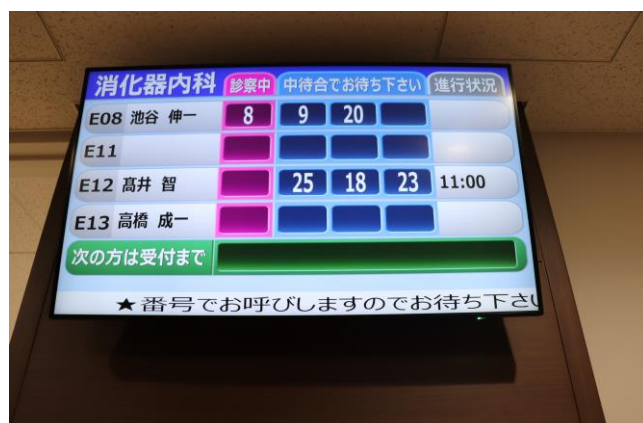 消化器内科 診察中 中待合でお待ち下さい 進行状況
E08 池谷 伸一 8 9 20
E11
E12 髙井 智 25 18 23 11:00
E13 高橋 成一
次の方は受付まで
★番号でお呼びしますのでお待ち下さい